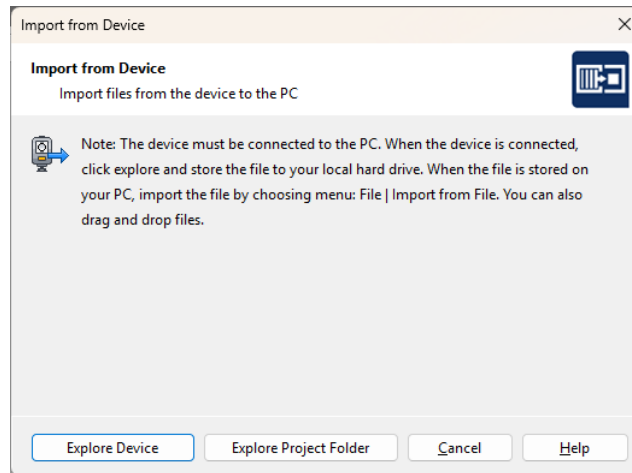 Import from Device
Import from Device
Import files from the device to the PC
Note: The device must be connected to the PC. When the device is connected,
click explore and store the file to your local hard drive. When the file is stored on
your PC, import the file by choosing menu: File | Import from File. You can also
drag and drop files.
Explore Device
Explore Project Folder
Cancel
Help